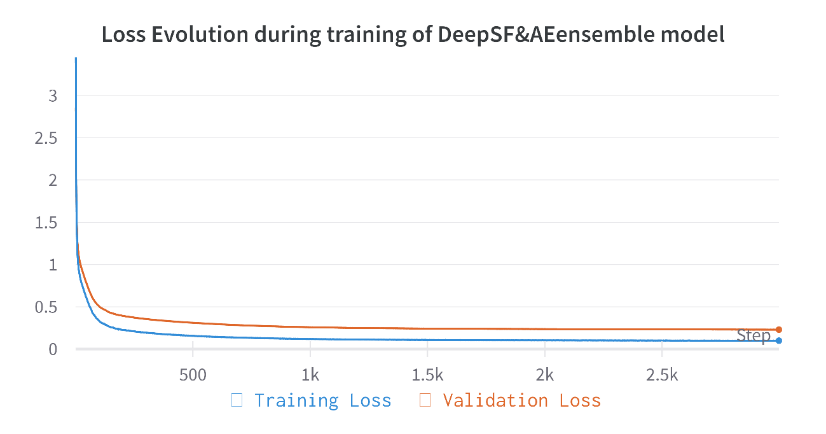 Loss Evolution during training of DeepSF&AEensemble model
3
2.5
2
1.5
1
0.5
0
Step
500 1k 1.5k 2k 2.5k
Training Loss Validation Loss